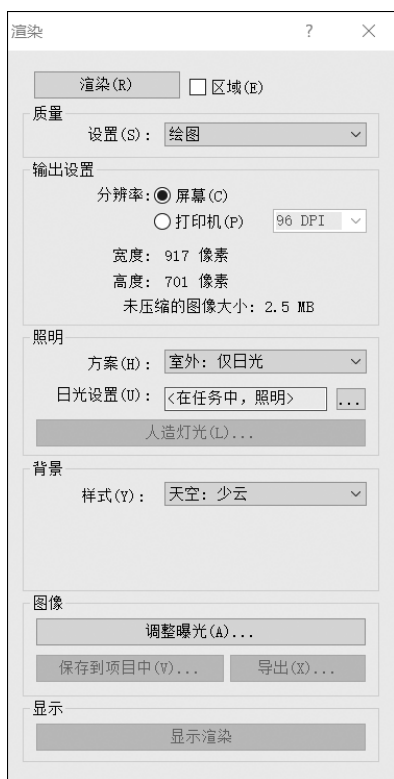 渲染 ?
渲染(R) 区域(E)
质量
设置(S): 绘图
输出设置
分辨率: 屏幕(C)
打印机(P) 96 DPI
宽度: 917 像素
高度: 701 像素
未压缩的图像大小: 2.5 MB
照明
方案(H): 室外: 仅日光
日光设置(U): <在任务中，照明> ...
人造灯光(L)...
背景
样式(Y): 天空: 少云
图像
调整曝光(A)...
保存到项目中(V)... 导出(X)...
显示
显示渲染